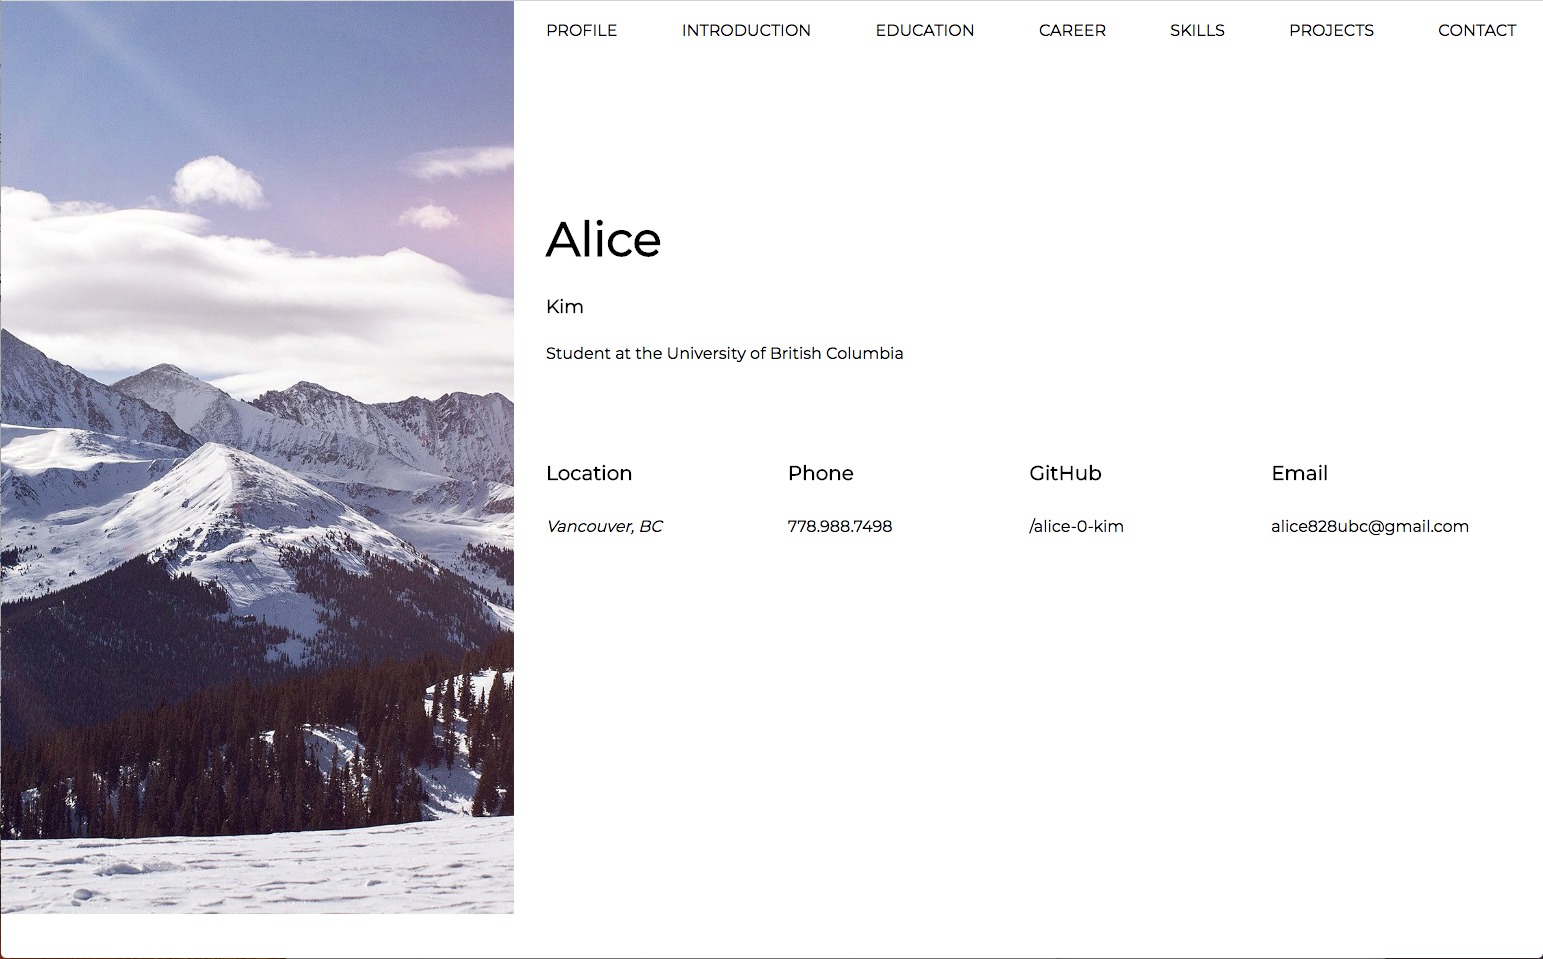 PROFILE INTRODUCTION EDUCATION CAREER SKILLS PROJECTS CONTACT
Alice
Kim
Student at the University of British Columbia
Location Phone GitHub Email
Vancouver, BC 778.988.7498 /alice-0-kim alice828ubc@gmail.com